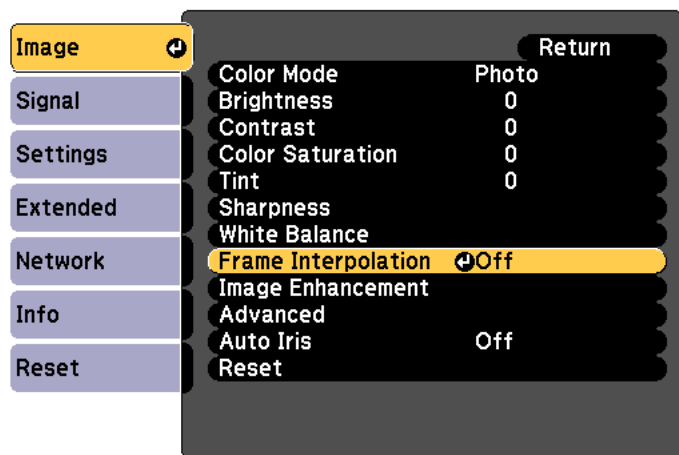 Image
Signal
Settings
Extended
Network
Info
Reset
Return
Color Mode Photo
Brightness 0
Contrast 0
Color Saturation 0
Tint 0
Sharpness
White Balance
Frame Interpolation Off
Image Enhancement
Advanced
Auto Iris Off
Reset